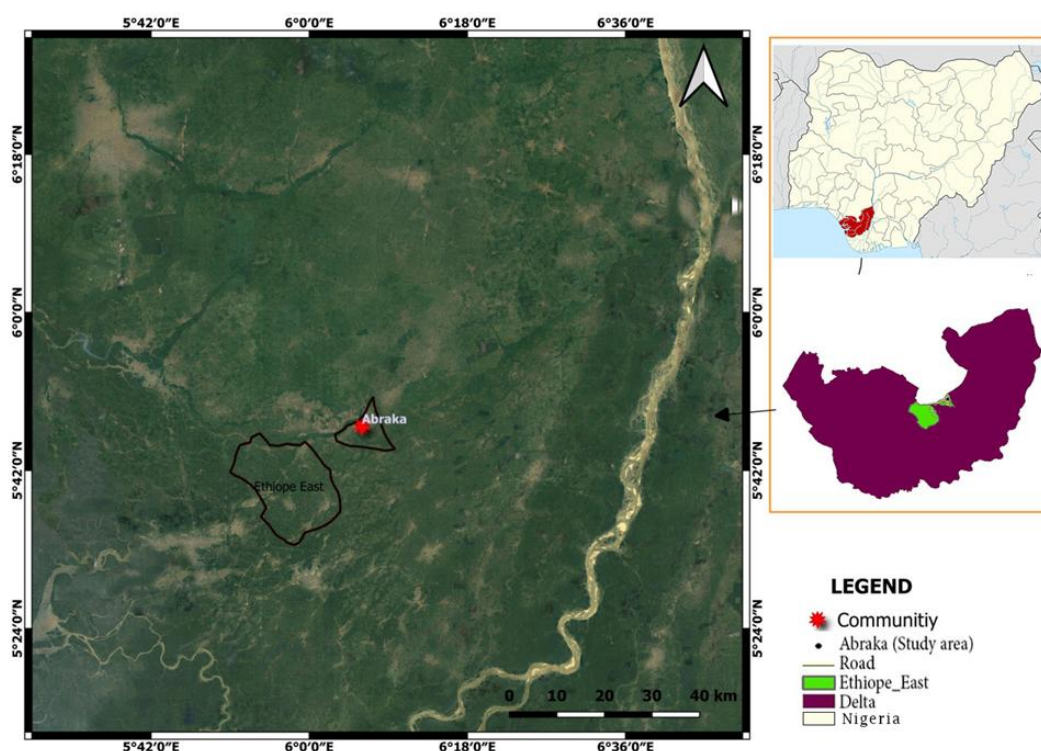 5°42′0″E 6°0′0″E 6°18′0″E 6°36′0″E
6°18′0″N 6°18′0″N
6°0′0″N 6°0′0″N
Abraka
5°42′0″N 5°42′0″N
Ethiope East
5°24′0″N 5°24′0″N
0 10 20 30 40 km
5°42′0″E 6°0′0″E 6°18′0″E 6°36′0″E
LEGEND
Communitiy
Abraka (Study area)
Road
Ethiope_East
Delta
Nigeria